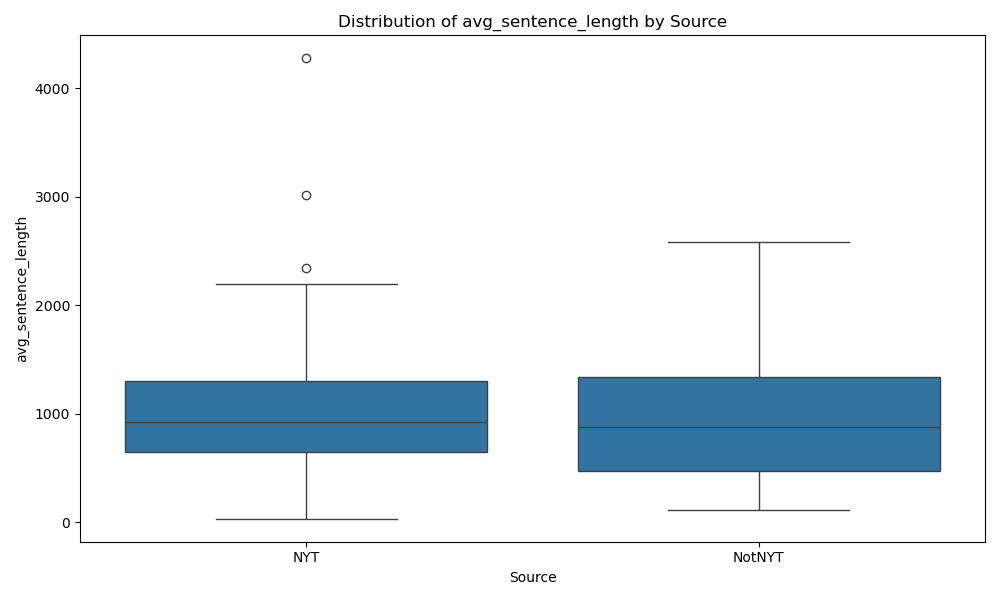 Distribution of avg_sentence_length by Source
4000
3000
2000
1000
0
avg_sentence_length
NYT
NotNYT
Source